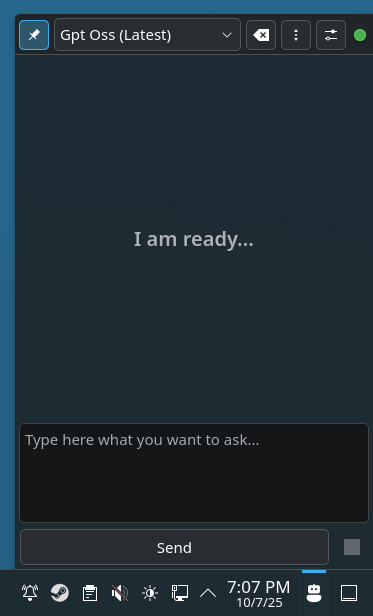 Gpt Oss (Latest)
I am ready...
Type here what you want to ask...
Send
7:07 PM
10/7/25